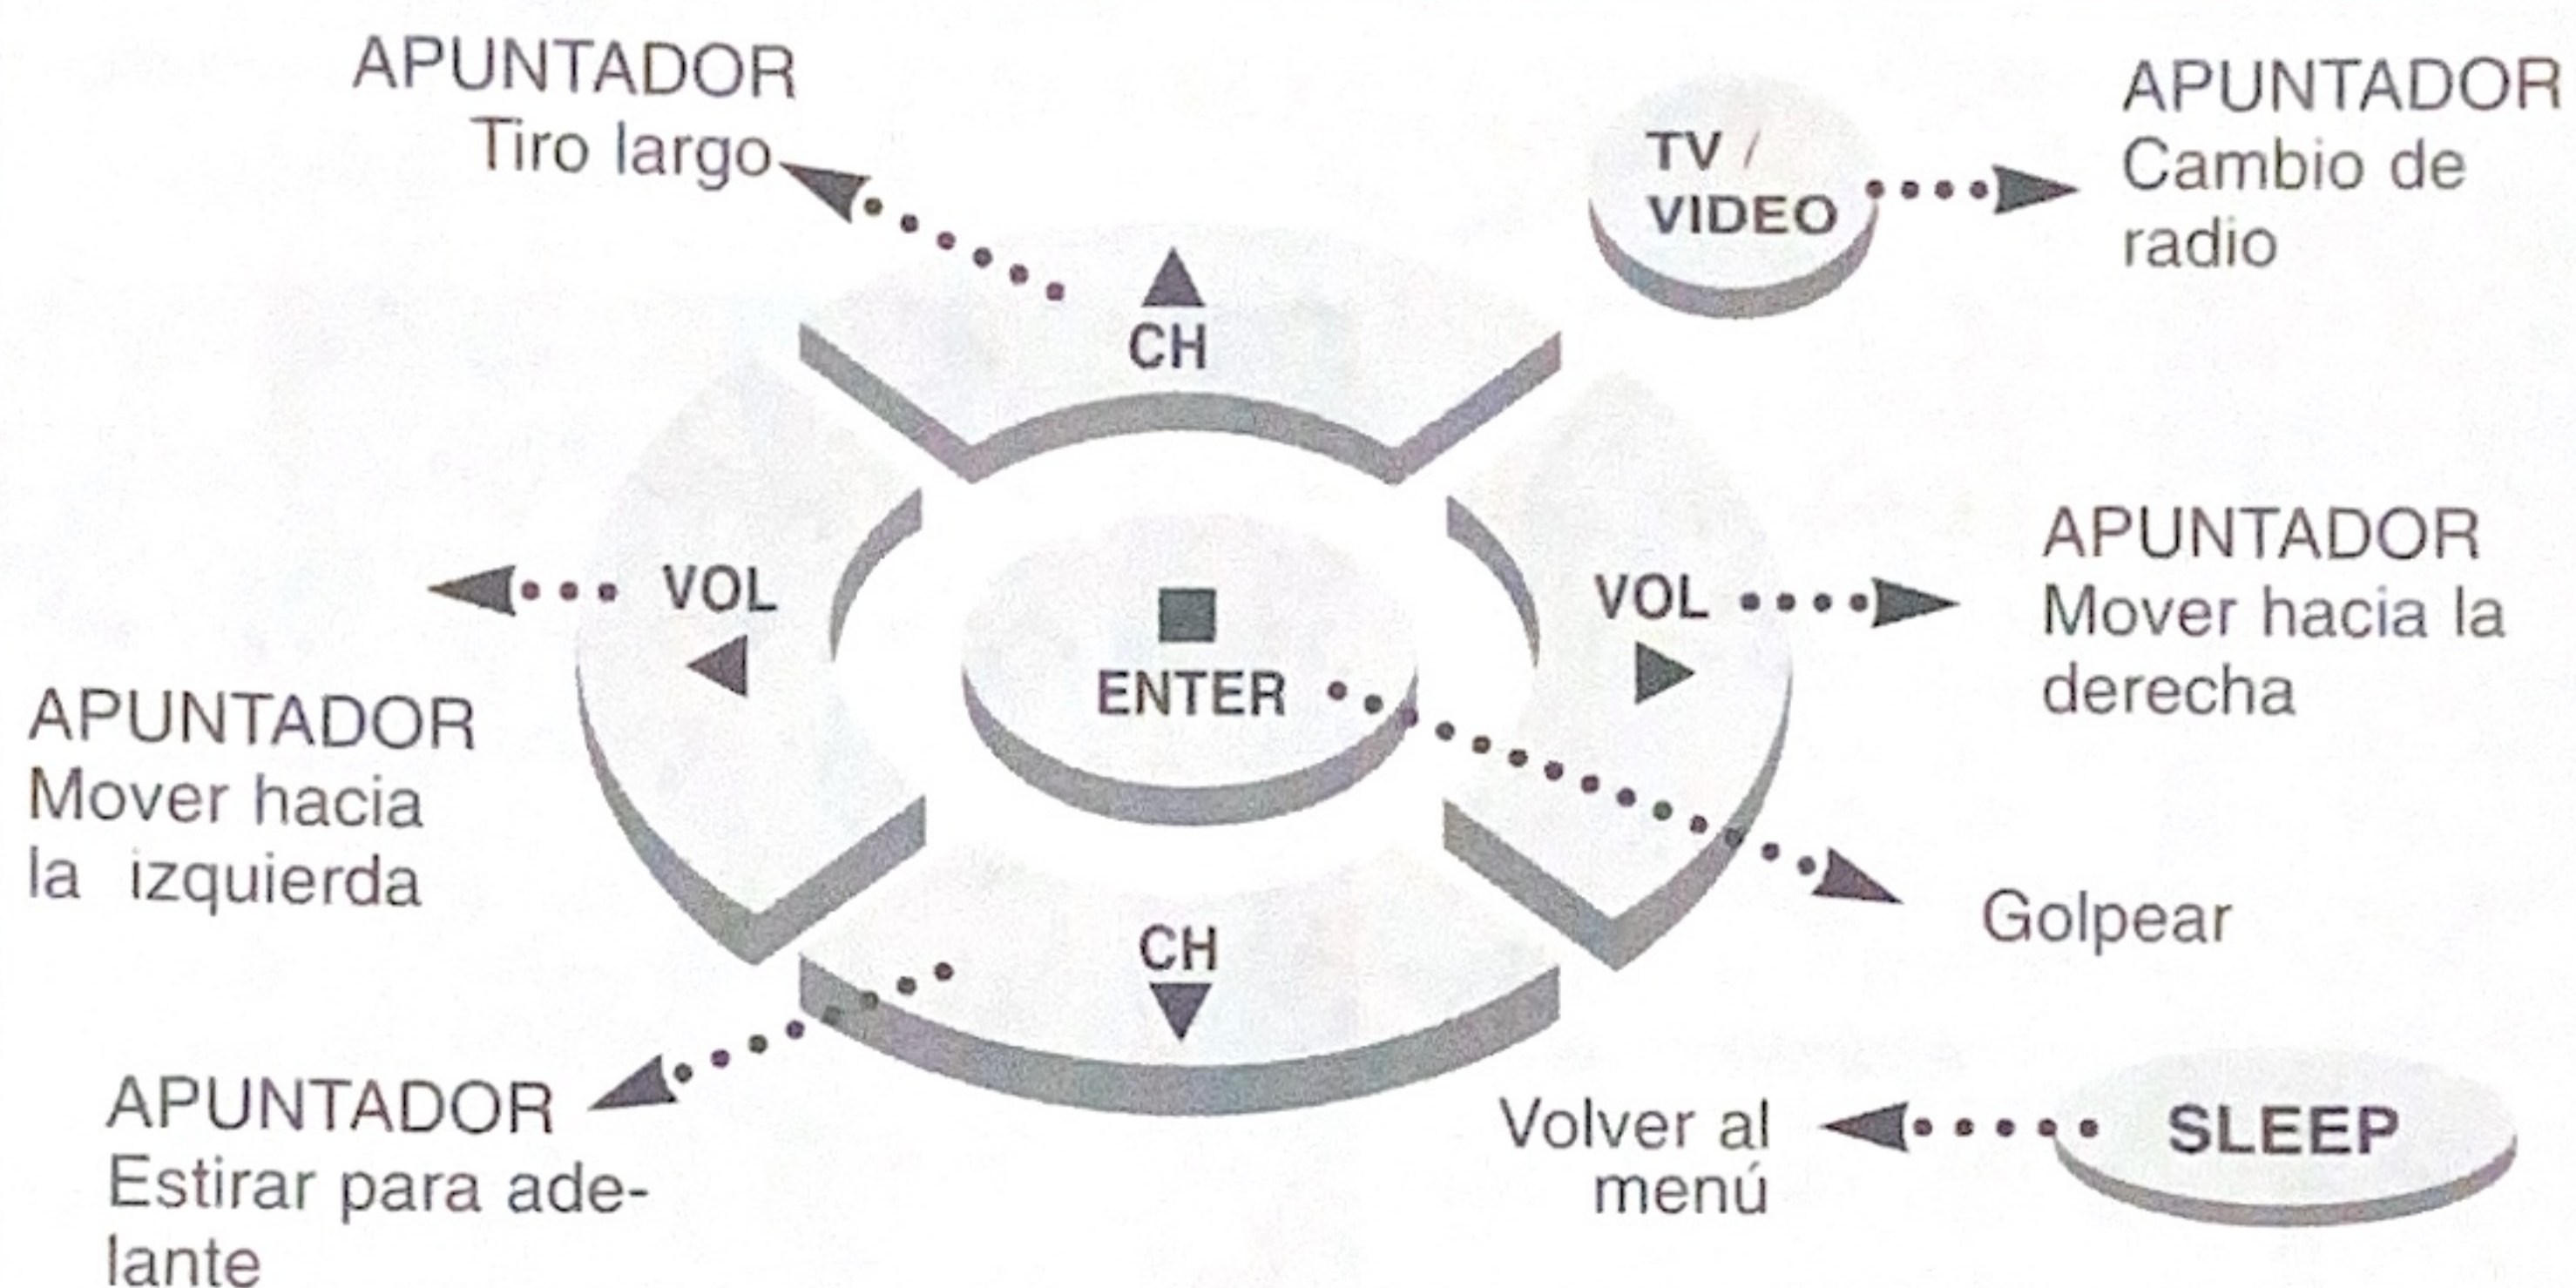 APUNTADOR
Tiro largo
TV /
VIDEO
APUNTADOR
Cambio de
radio
CH
VOL
ENTER
VOL
APUNTADOR
Mover hacia la
derecha
APUNTADOR
Mover hacia
la izquierda
Golpear
CH
APUNTADOR
Estirar para ade-
lante
Volver al
menú
SLEEP